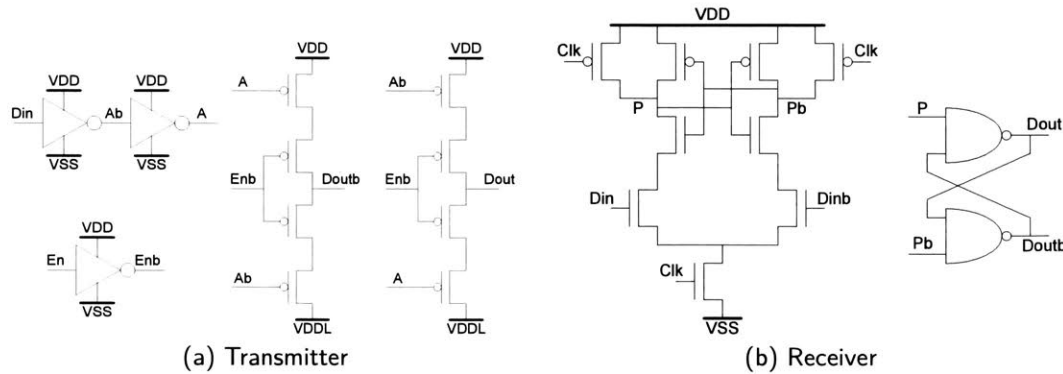 VDD
VDD VDD
Clk Clk
A Ab
VDD VDD
Din Ab A
P Pb
P Dout
VSS VSS
Enb Doutb Enb Dout
Din Dinb
VDD
Pb Doutb
En Enb
Clk
Ab A
VSS
VSS
VDDL VDDL
(a) Transmitter
(b) Receiver